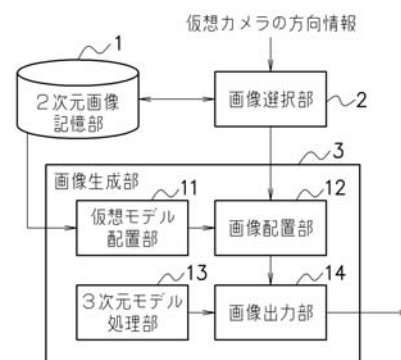 仮想カメラの方向情報
1
2次元画像
記憶部
画像選択部
2
3
画像生成部
11
仮想モデル
配置部
12
画像配置部
13
3次元モデル
処理部
14
画像出力部